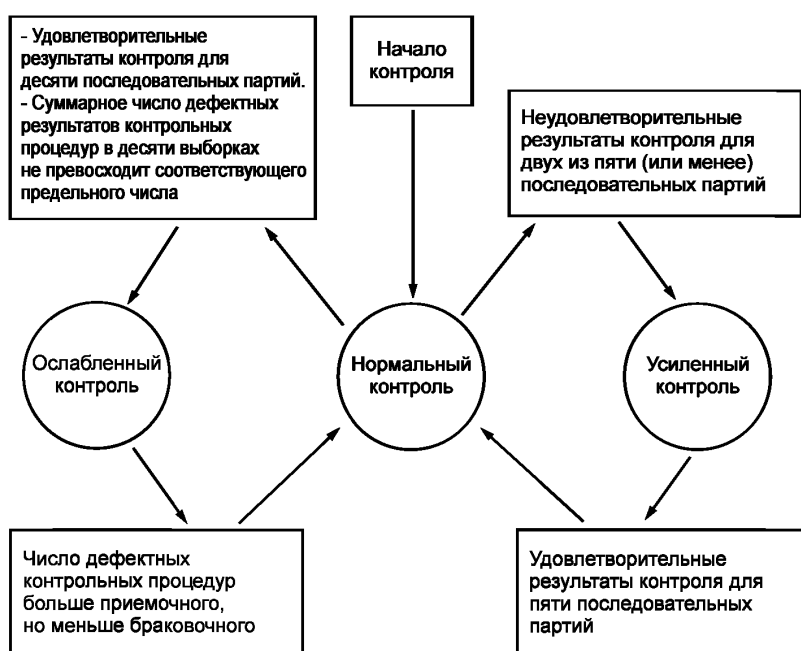 - Удовлетворительные
результаты контроля для
десяти последовательных партий.
- Суммарное число дефектных
результатов контрольных
процедур в десяти выборках
не превосходит соответствующего
предельного числа
Начало
контроля
Неудовлетворительные
результаты контроля для
двух из пяти (или менее)
последовательных партий
Ослабленный
контроль
Нормальный
контроль
Усиленный
контроль
Число дефектных
контрольных процедур
больше приемочного,
но меньше браковочного
Удовлетворительные
результаты контроля для
пяти последовательных
партий